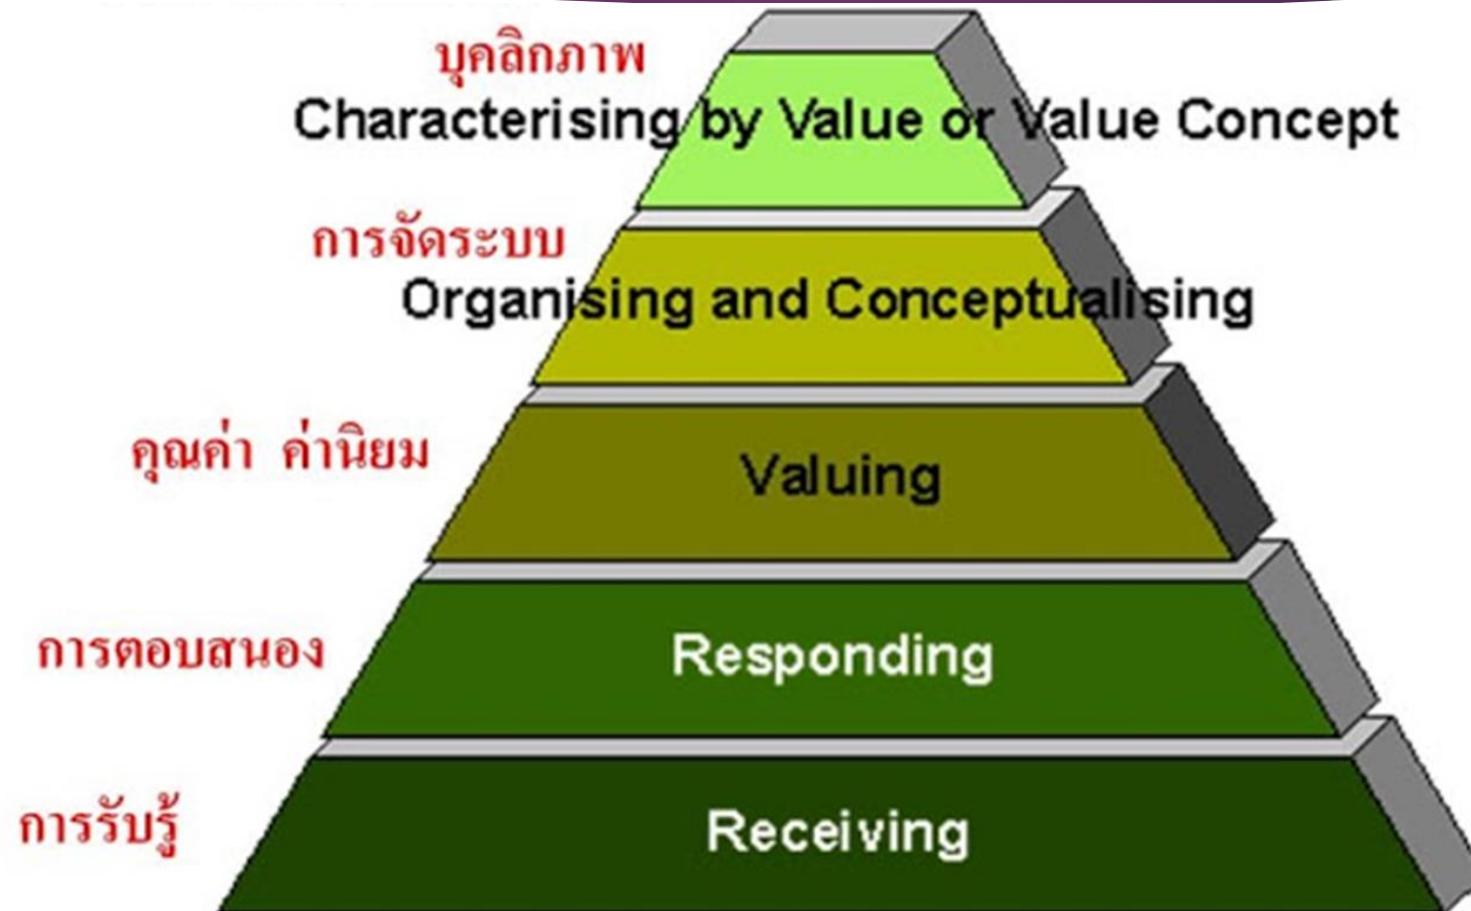 บุคลิกภาพ
Characterising by Value or Value Concept
การจัดระบบ
Organising and Conceptualising
คุณค่า ค่านิยม
Valuing
การตอบสนอง
Responding
การรับรู้
Receiving